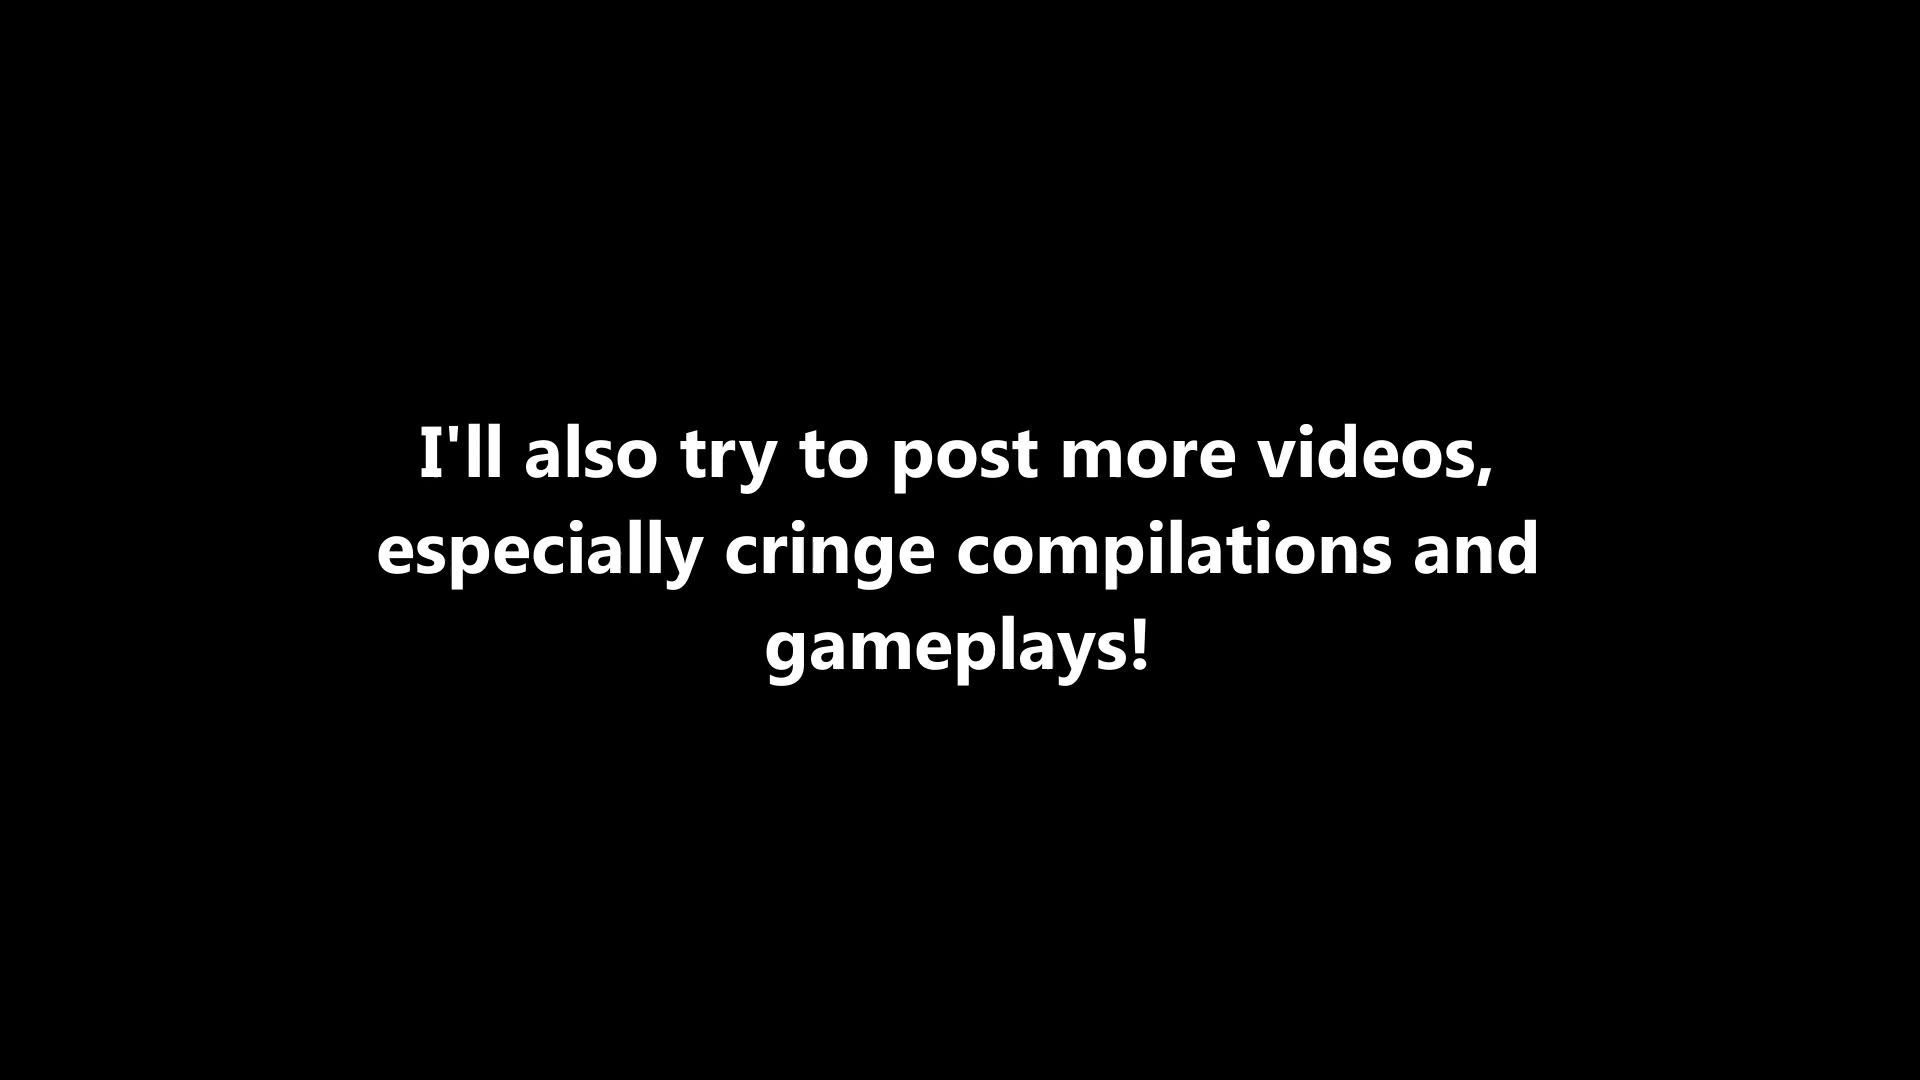 I'll also try to post more videos,
especially cringe compilations and
gameplays!